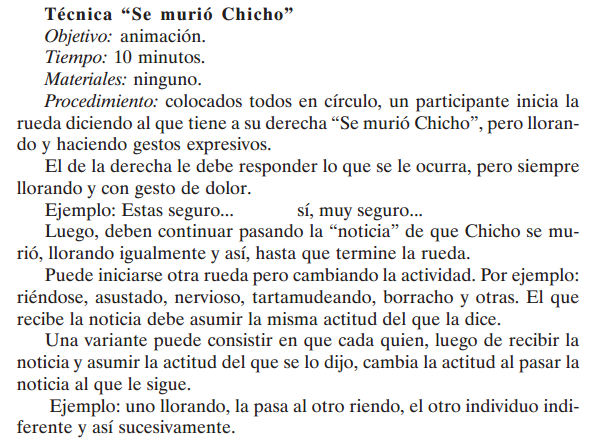 Técnica “Se murió Chicho”
Objetivo: animación.
Tiempo: 10 minutos.
Materiales: ninguno.
Procedimiento: colocados todos en círculo, un participante inicia la
rueda diciendo al que tiene a su derecha “Se murió Chicho”, pero lloran-
do y haciendo gestos expresivos.
El de la derecha le debe responder lo que se le ocurra, pero siempre
llorando y con gesto de dolor.
Ejemplo: Estas seguro... sí, muy seguro...
Luego, deben continuar pasando la “noticia” de que Chicho se mu-
rió, llorando igualmente y así, hasta que termine la rueda.
Puede iniciarse otra rueda pero cambiando la actividad. Por ejemplo:
riéndose, asustado, nervioso, tartamudeando, borracho y otras. El que
recibe la noticia debe asumir la misma actitud del que la dice.
Una variante puede consistir en que cada quien, luego de recibir la
noticia y asumir la actitud del que se lo dijo, cambia la actitud al pasar la
noticia al que le sigue.
Ejemplo: uno llorando, la pasa al otro riendo, el otro individuo indi-
ferente y así sucesivamente.